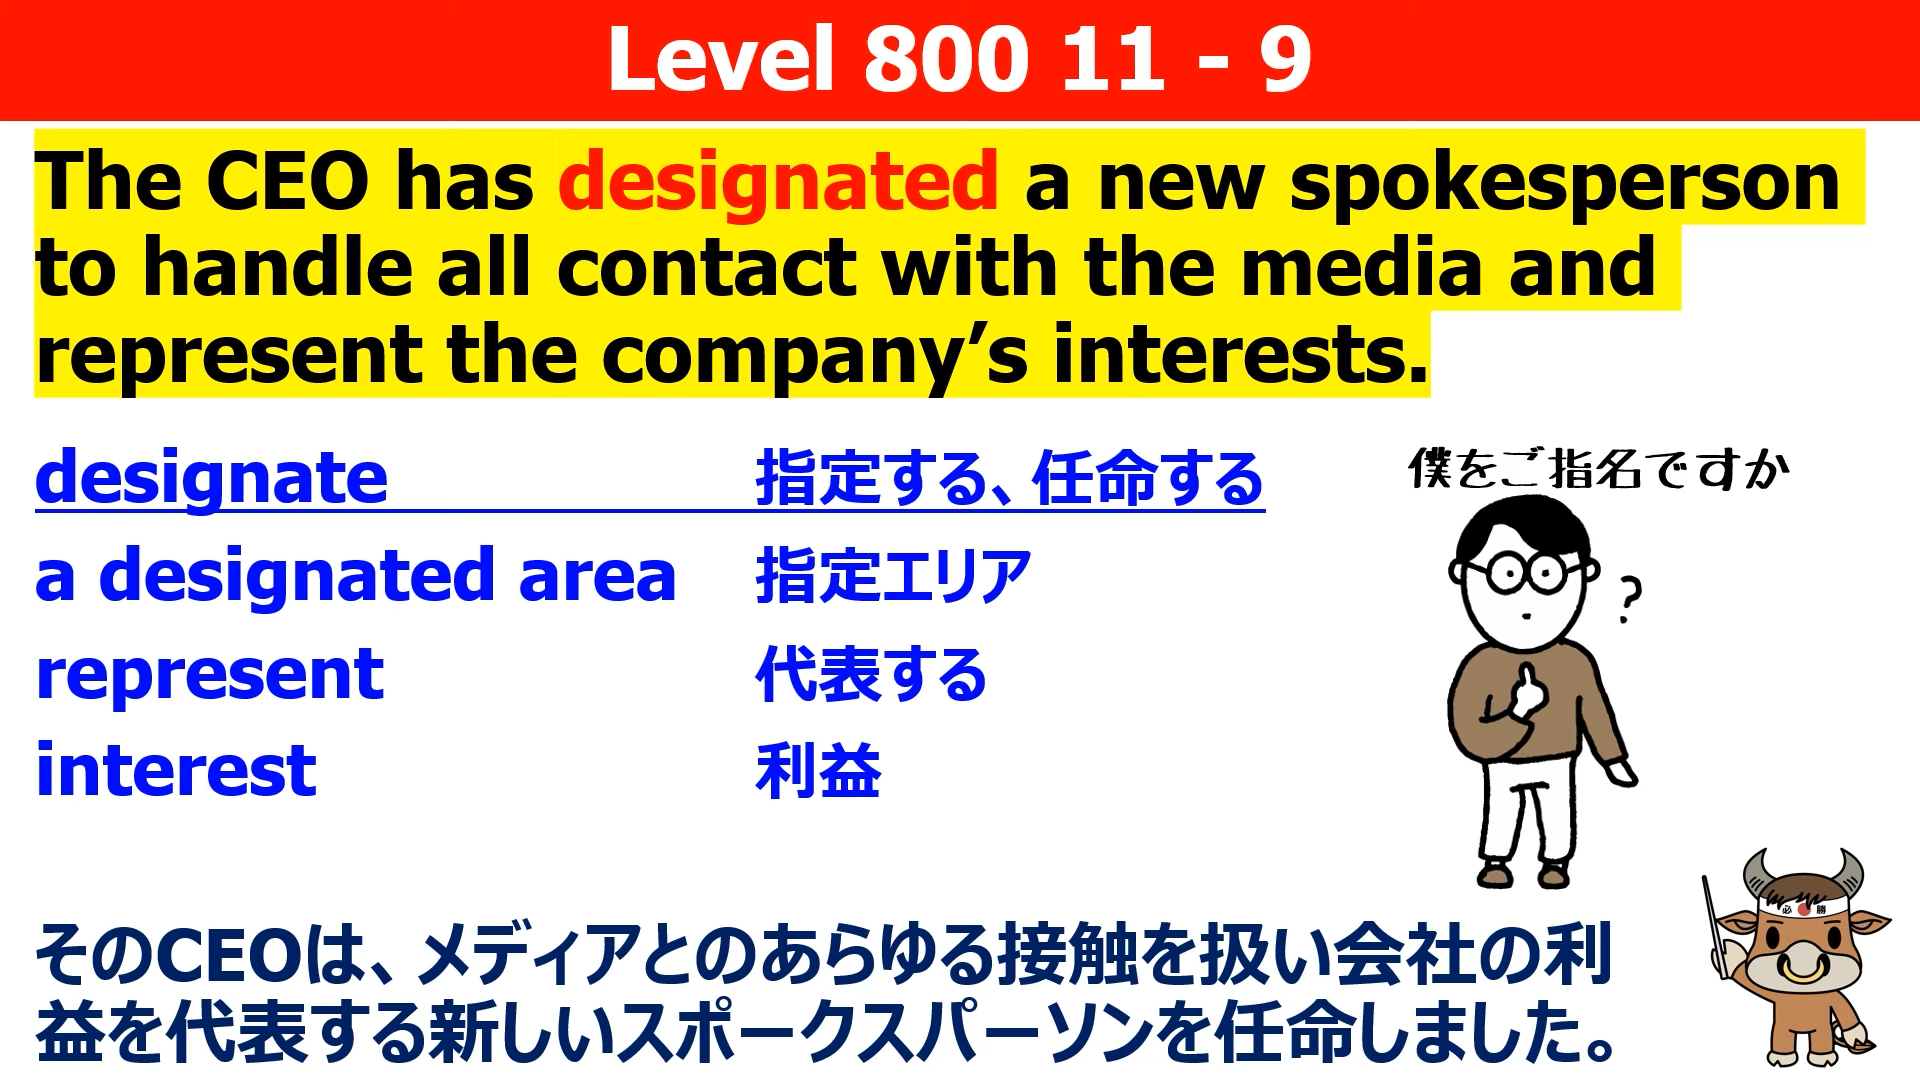 Level 800 11 - 9
The CEO has designated a new spokesperson
to handle all contact with the media and
represent the company’s interests.
designate 指定する、任命する
a designated area 指定エリア
represent 代表する
interest 利益
僕をご指名ですか
?
必 勝
そのCEOは、メディアとのあらゆる接触を扱い会社の利
益を代表する新しいスポークスパーソンを任命しました。